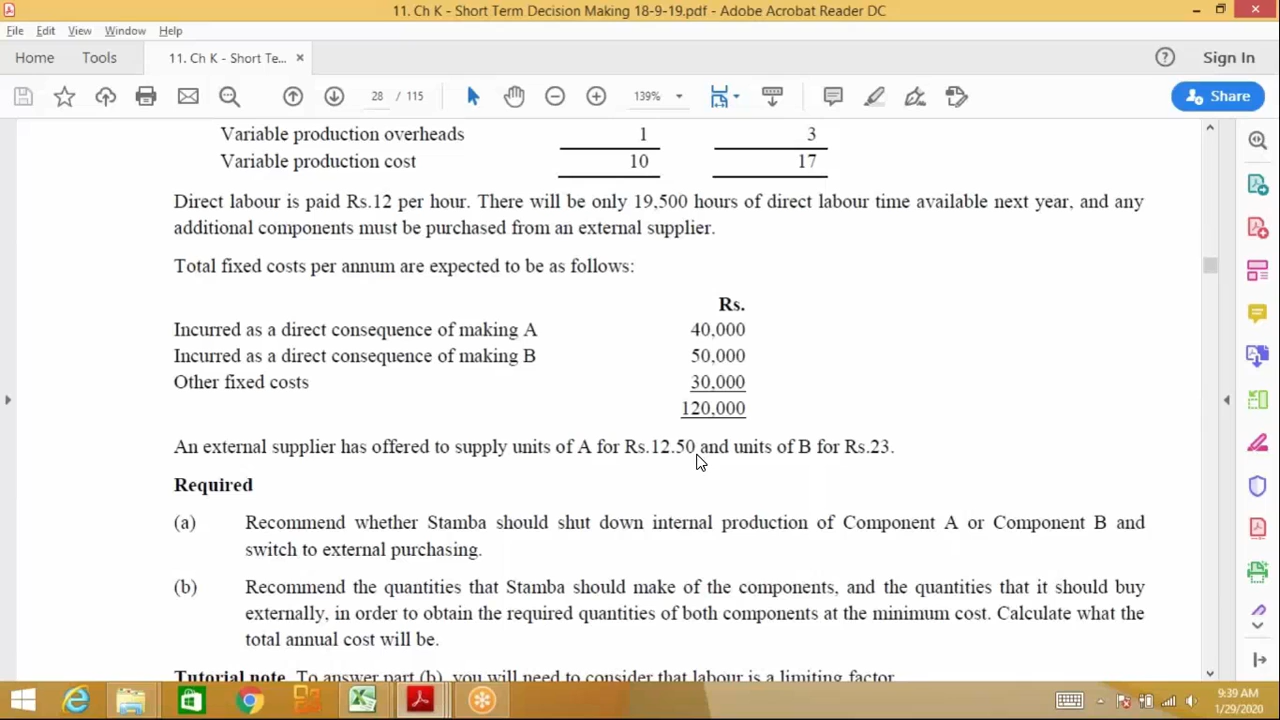 11. Ch K - Short Term Decision Making 18-9-19.pdf - Adobe Acrobat Reader DC
File Edit View Window Help
Home Tools 11. Ch K - Short Te... × Sign In
28 / 115 139% Share
Variable production overheads 1 3
Variable production cost 10 17
Direct labour is paid Rs.12 per hour. There will be only 19,500 hours of direct labour time available next year, and any
additional components must be purchased from an external supplier.
Total fixed costs per annum are expected to be as follows:
Rs.
Incurred as a direct consequence of making A 40,000
Incurred as a direct consequence of making B 50,000
Other fixed costs 30,000
120,000
An external supplier has offered to supply units of A for Rs.12.50 and units of B for Rs.23.
Required
(a) Recommend whether Stamba should shut down internal production of Component A or Component B and
switch to external purchasing.
(b) Recommend the quantities that Stamba should make of the components, and the quantities that it should buy
externally, in order to obtain the required quantities of both components at the minimum cost. Calculate what the
total annual cost will be.
Tutorial note To answer part (b), you will need to consider that labour is a limiting factor
9:39 AM
1/29/2020